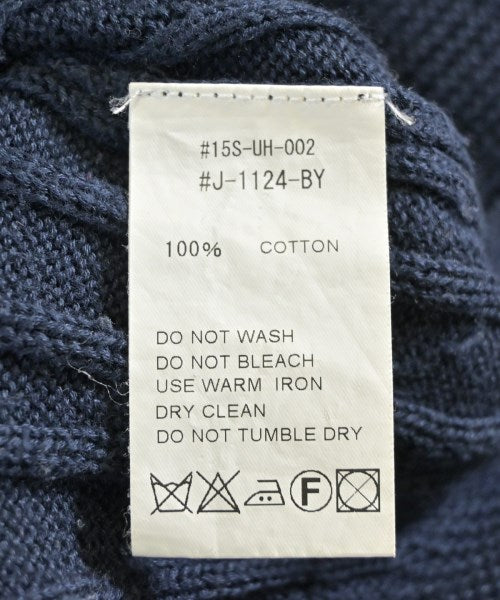 #15S-UH-002
#J-1124-BY
100% COTTON
DO NOT WASH
DO NOT BLEACH
USE WARM IRON
DRY CLEAN
DO NOT TUMBLE DRY
F